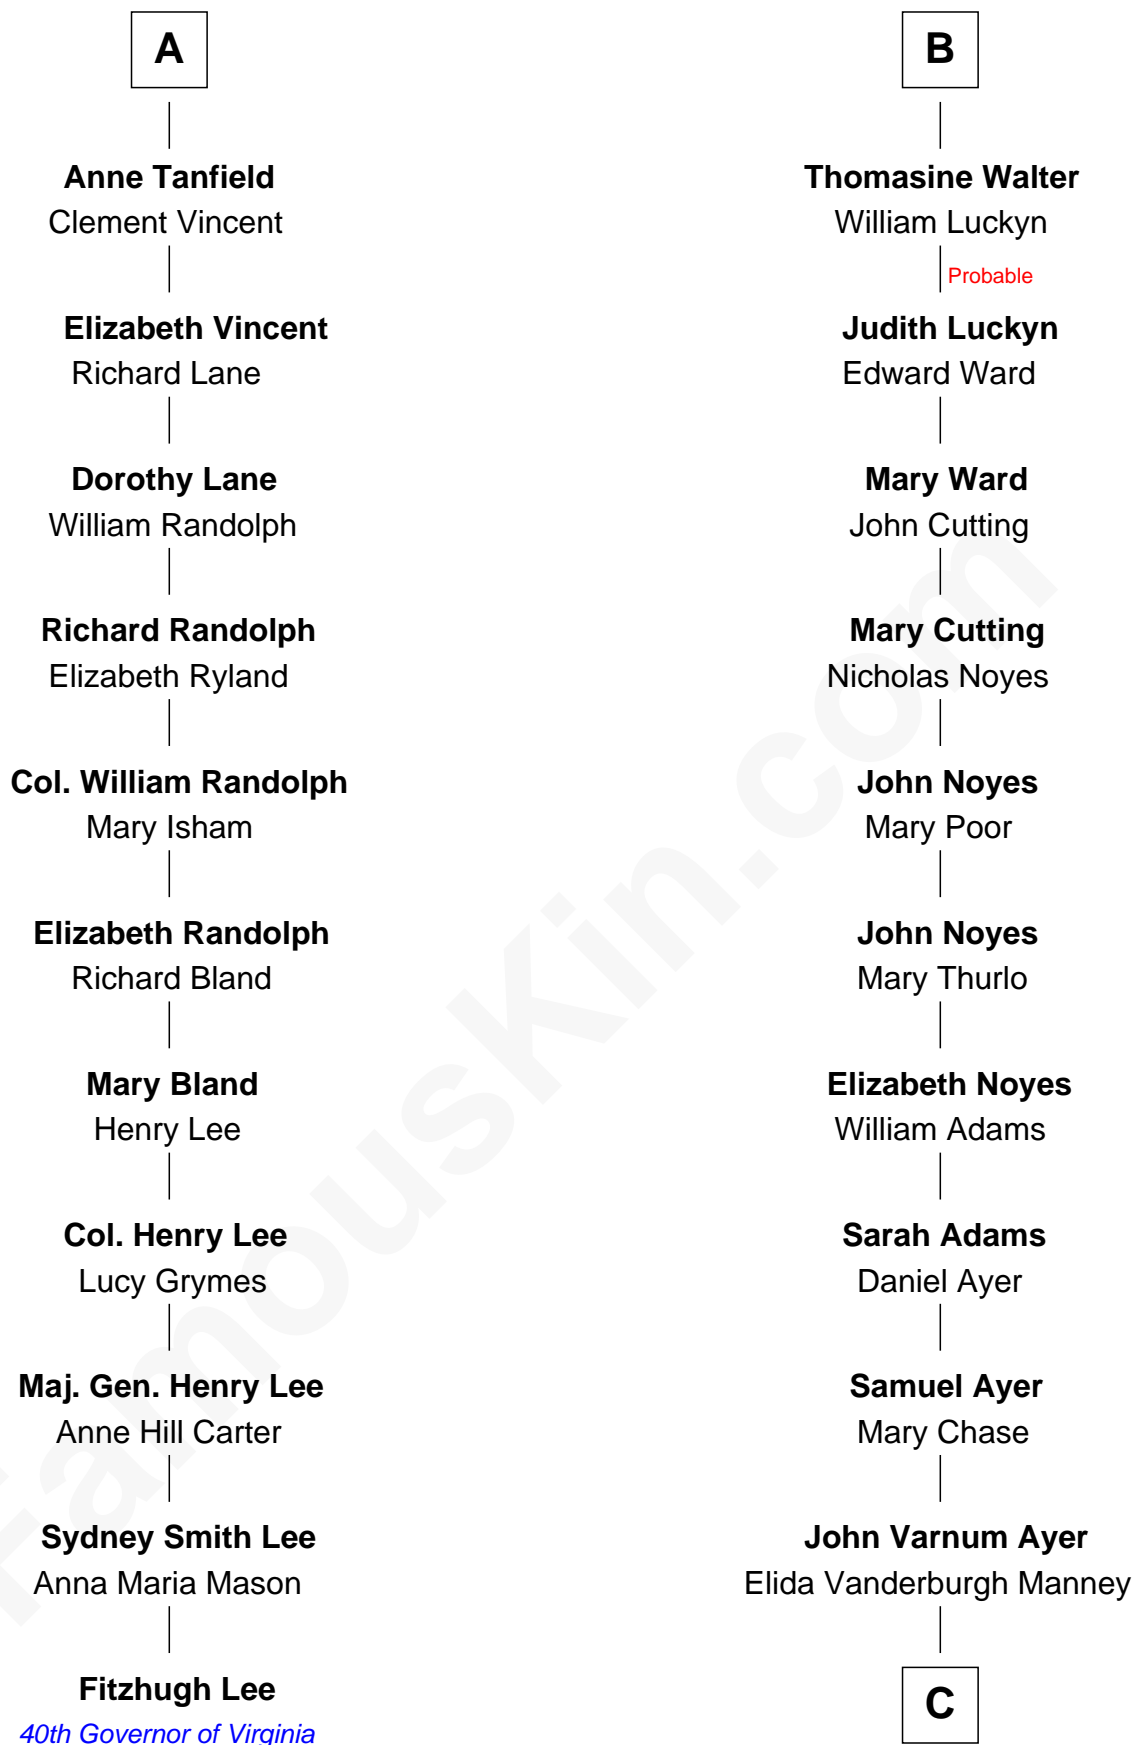 A
Anne Tanfield
Clement Vincent
Elizabeth Vincent
Richard Lane
Dorothy Lane
William Randolph
Richard Randolph
Elizabeth Ryland
Col. William Randolph
Mary Isham
Elizabeth Randolph
Richard Bland
Mary Bland
Henry Lee
Col. Henry Lee
Lucy Grymes
Maj. Gen. Henry Lee
Anne Hill Carter
Sydney Smith Lee
Anna Maria Mason
Fitzhugh Lee
40th Governor of Virginia
B
Thomasine Walter
William Luckyn
Probable
Judith Luckyn
Edward Ward
Mary Ward
John Cutting
Mary Cutting
Nicholas Noyes
John Noyes
Mary Poor
John Noyes
Mary Thurlo
Elizabeth Noyes
William Adams
Sarah Adams
Daniel Ayer
Samuel Ayer
Mary Chase
John Varnum Ayer
Elida Vanderburgh Manney
C
FamousKin.com